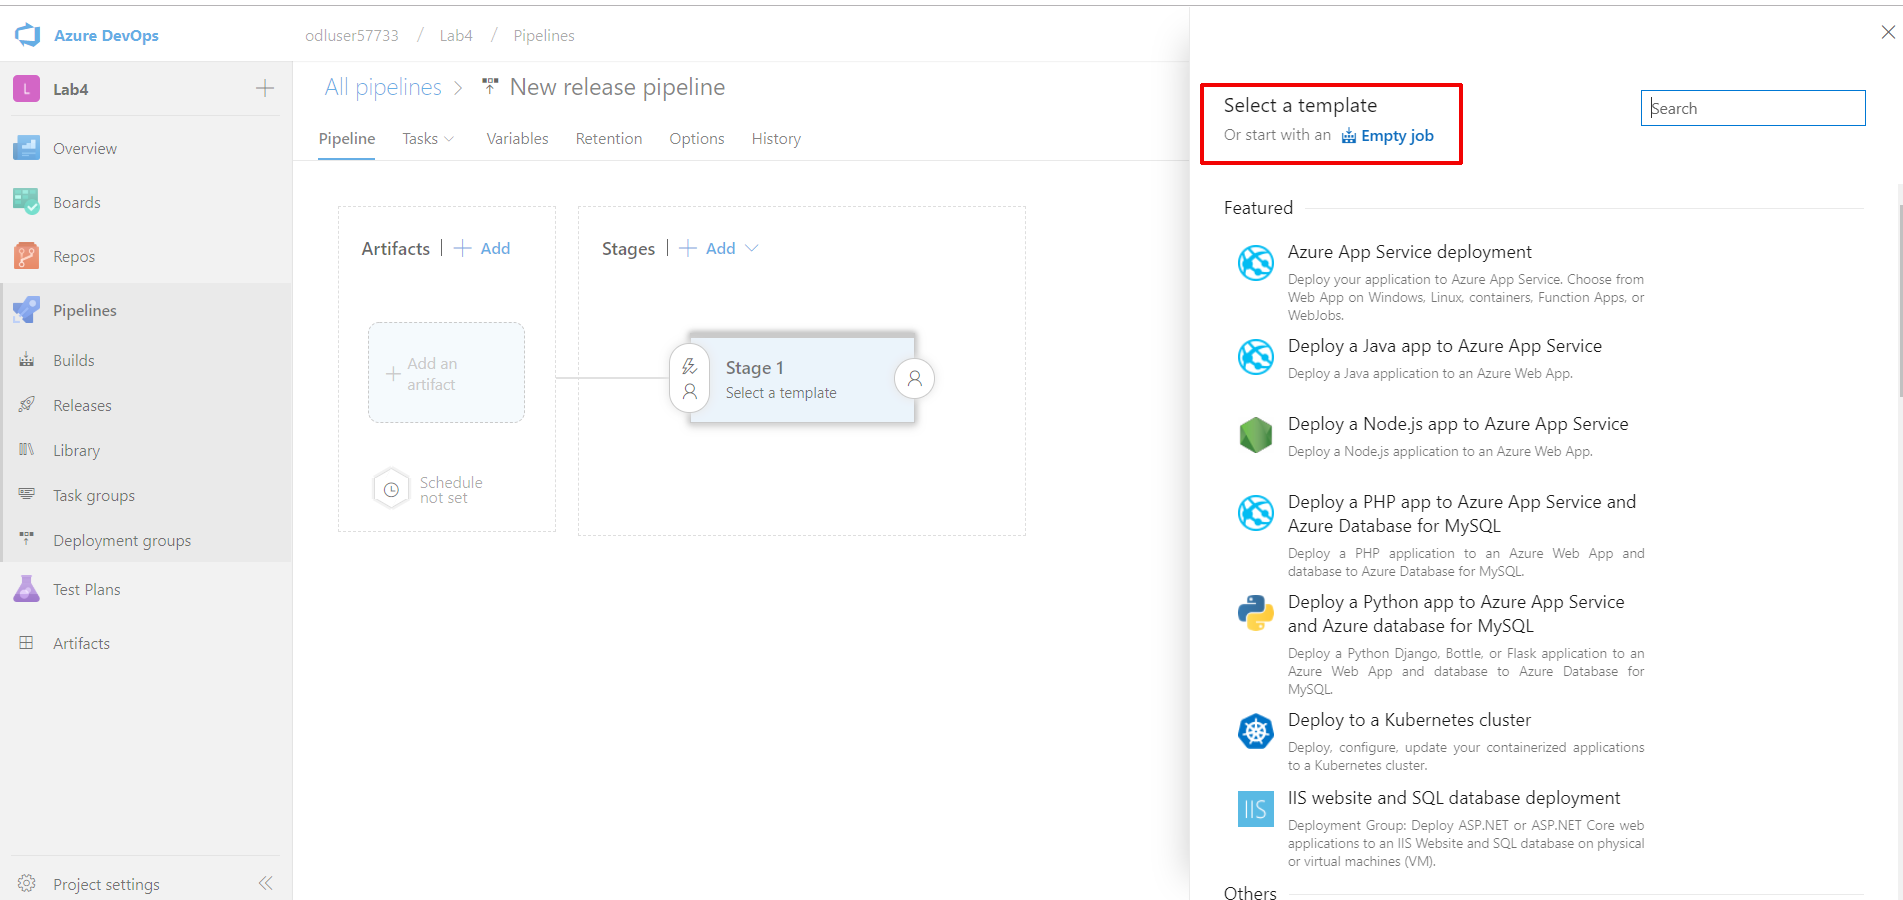 Azure DevOps
odluser57733 / Lab4 / Pipelines
L Lab4
Overview
Boards
Repos
Pipelines
Builds
Releases
Library
Task groups
Deployment groups
Test Plans
Artifacts
Project settings
All pipelines > New release pipeline
Pipeline Tasks Variables Retention Options History
Artifacts | + Add
Add an
artifact
Schedule
not set
Stages | + Add
Stage 1
Select a template
Select a template
Or start with an Empty job
Search
Featured
Azure App Service deployment
Deploy your application to Azure App Service. Choose from
Web App on Windows, Linux, containers, Function Apps, or
WebJobs.
Deploy a Java app to Azure App Service
Deploy a Java application to an Azure Web App.
Deploy a Node.js app to Azure App Service
Deploy a Node.js application to an Azure Web App.
Deploy a PHP app to Azure App Service and
Azure Database for MySQL
Deploy a PHP application to an Azure Web App and
database to Azure Database for MySQL.
Deploy a Python app to Azure App Service
and Azure database for MySQL
Deploy a Python Django, Bottle, or Flask application to an
Azure Web App and database to Azure Database for
MySQL.
Deploy to a Kubernetes cluster
Deploy, configure, update your containerized applications
to a Kubernetes cluster.
IIS
IIS website and SQL database deployment
Deployment Group: Deploy ASP.NET or ASP.NET Core web
applications to an IIS Website and SQL database on physical
or virtual machines (VM).
Others